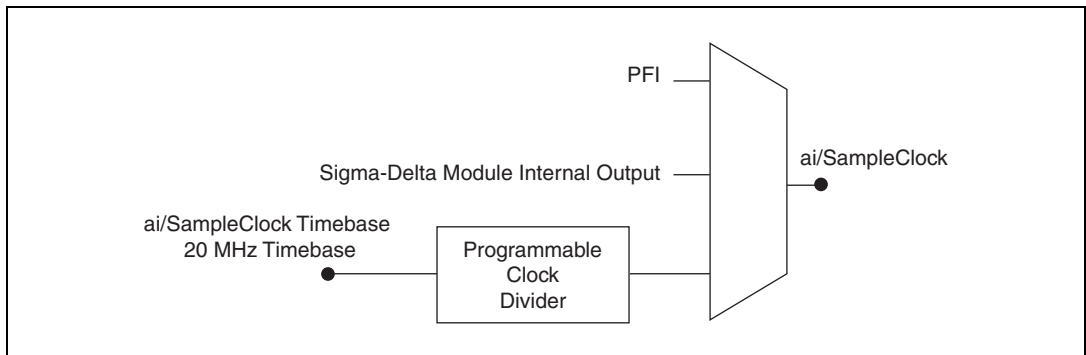 PFI
Sigma-Delta Module Internal Output
ai/SampleClock
ai/SampleClock Timebase
20 MHz Timebase
Programmable
Clock
Divider